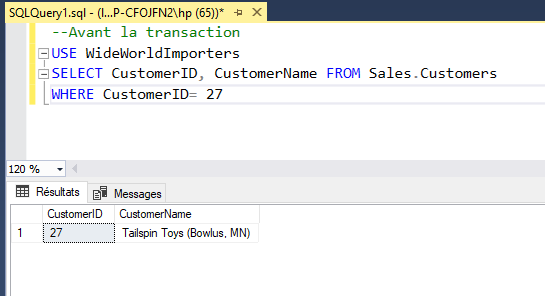 SQLQuery1.sql - (l...P-CFOJFN2\hp (65))*
--Avant la transaction
USE WideWorldImporters
SELECT CustomerID, CustomerName FROM Sales.Customers
WHERE CustomerID= 27
120 %
Résultats Messages
CustomerID CustomerName
1 27 Tailspin Toys (Bowlus, MN)